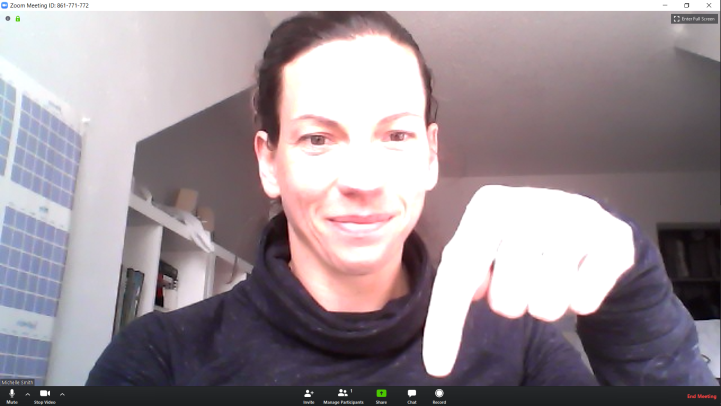 Zoom Meeting ID: 861-771-772
Enter Full Screen
Michelle Smith
Mute
Stop Video
Invite
1
Manage Participants
Share
Chat
Record
End Meeting